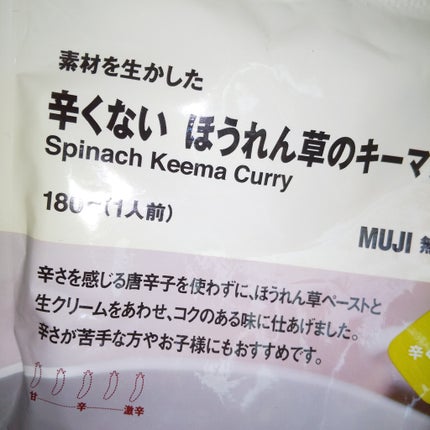 素材を生かした
辛くない ほうれん草のキーマ
Spinach Keema Curry
180 (1人前)
MUJI 無
辛さを感じる唐辛子を使わずに、ほうれん草ペーストと
生クリームをあわせ、コクのある味に仕あげました。
辛さが苦手な方やお子様にもおすすめです。
甘 辛 激辛
辛